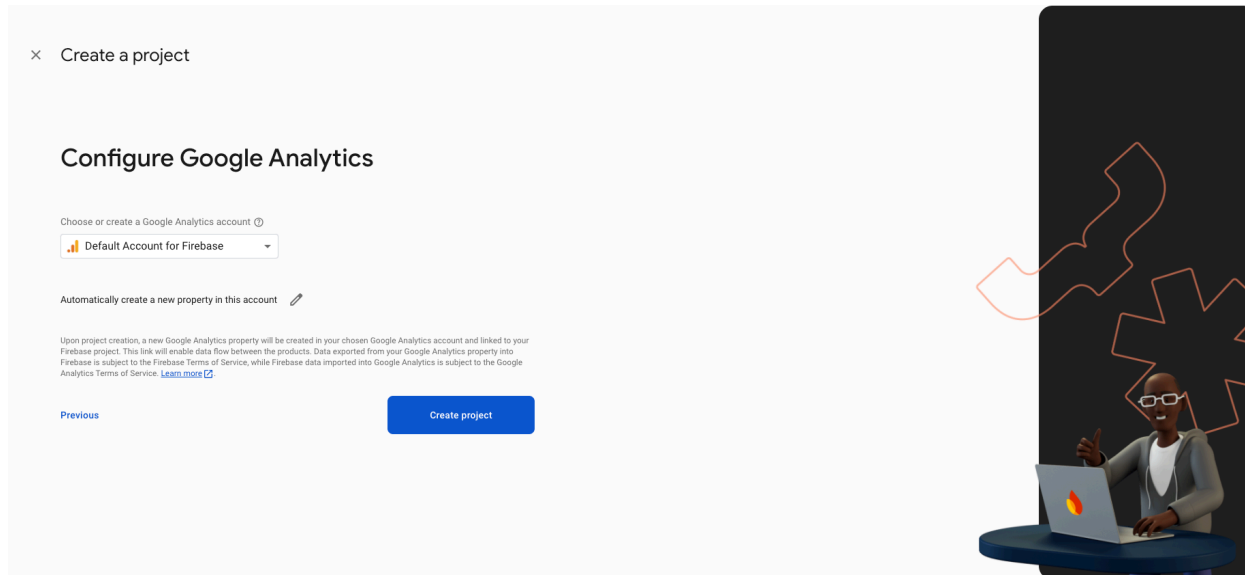 Create a project
Configure Google Analytics
Choose or create a Google Analytics account
Default Account for Firebase
Automatically create a new property in this account
Upon project creation, a new Google Analytics property will be created in your chosen Google Analytics account and linked to your
Firebase project. This link will enable data flow between the products. Data exported from your Google Analytics property into
Firebase is subject to the Firebase Terms of Service, while Firebase data imported into Google Analytics is subject to the Google
Analytics Terms of Service. Learn more.
Previous
Create project